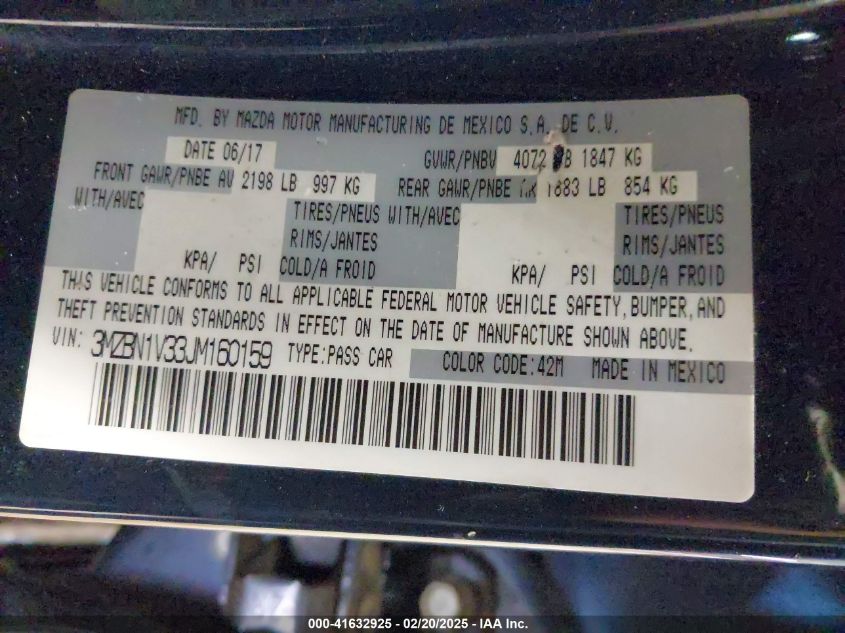 MFD. BY MAZDA MOTOR MANUFACTURING DE MEXICO S.A. DE C.V.
DATE 06/17 GVWR/PNBV 4072 1847 KG
FRONT GAWR/PNBE AV 2198 LB 997 KG REAR GAWR/PNBE 1883 LB 854 KG
WITH/AVEC TIRES/PNEUS WITH/AVEC TIRES/PNEUS
RIMS/JANTES RIMS/JANTES
KPA/ PSI COLD/A FROID KPA/ PSI COLD/A FROID
THIS VEHICLE CONFORMS TO ALL APPLICABLE FEDERAL MOTOR VEHICLE SAFETY, BUMPER, AND
THEFT PREVENTION STANDARDS IN EFFECT ON THE DATE OF MANUFACTURE SHOWN ABOVE.
VIN: 3MZBN1V33JM160159 TYPE: PASS CAR COLOR CODE: 42M MADE IN MEXICO
000-41632925 - 02/20/2025 - IAA Inc.